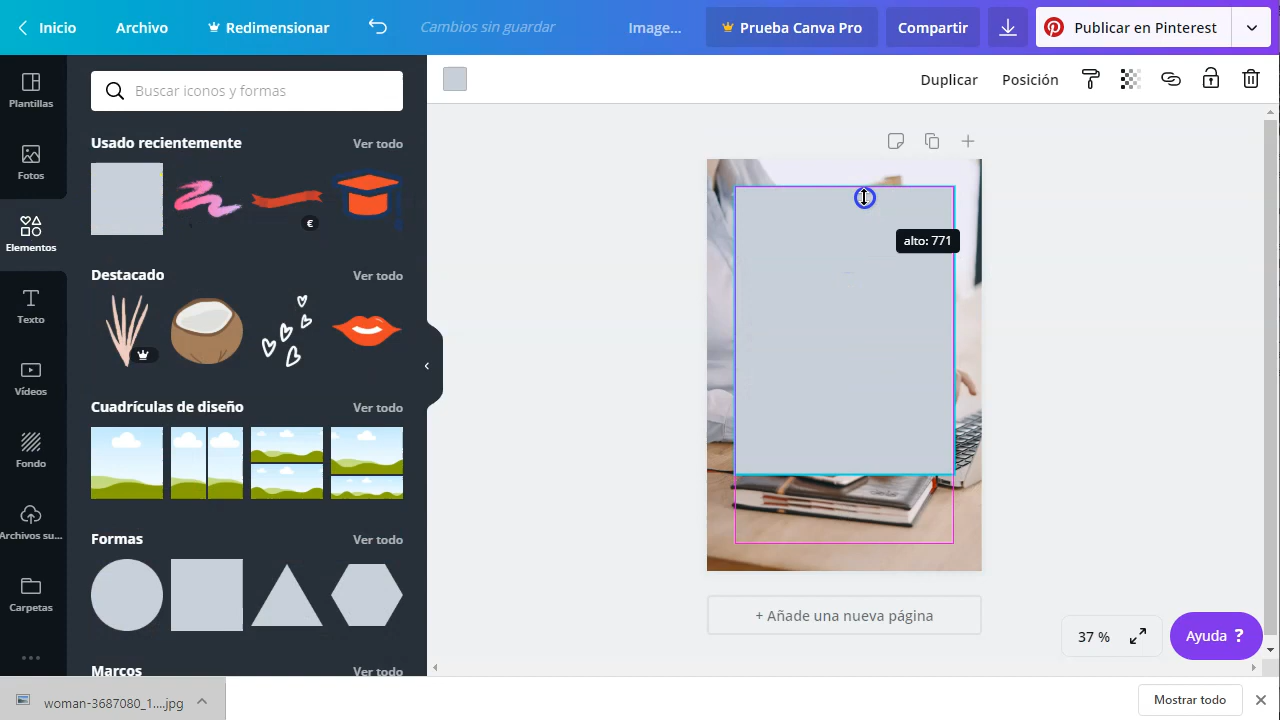 Inicio
Archivo
Redimensionar
Cambios sin guardar
Image...
Prueba Canva Pro
Compartir
Publicar en Pinterest
Plantillas
Fotos
Elementos
Texto
Vídeos
Fondo
Archivos su...
Carpetas
Buscar iconos y formas
Usado recientemente
Ver todo
€
Destacado
Ver todo
Cuadrículas de diseño
Ver todo
Formas
Ver todo
Marcos
Ver todo
Duplicar
Posición
alto: 771
+ Añade una nueva página
37 %
Ayuda ?
woman-3687080_1....jpg
Mostrar todo